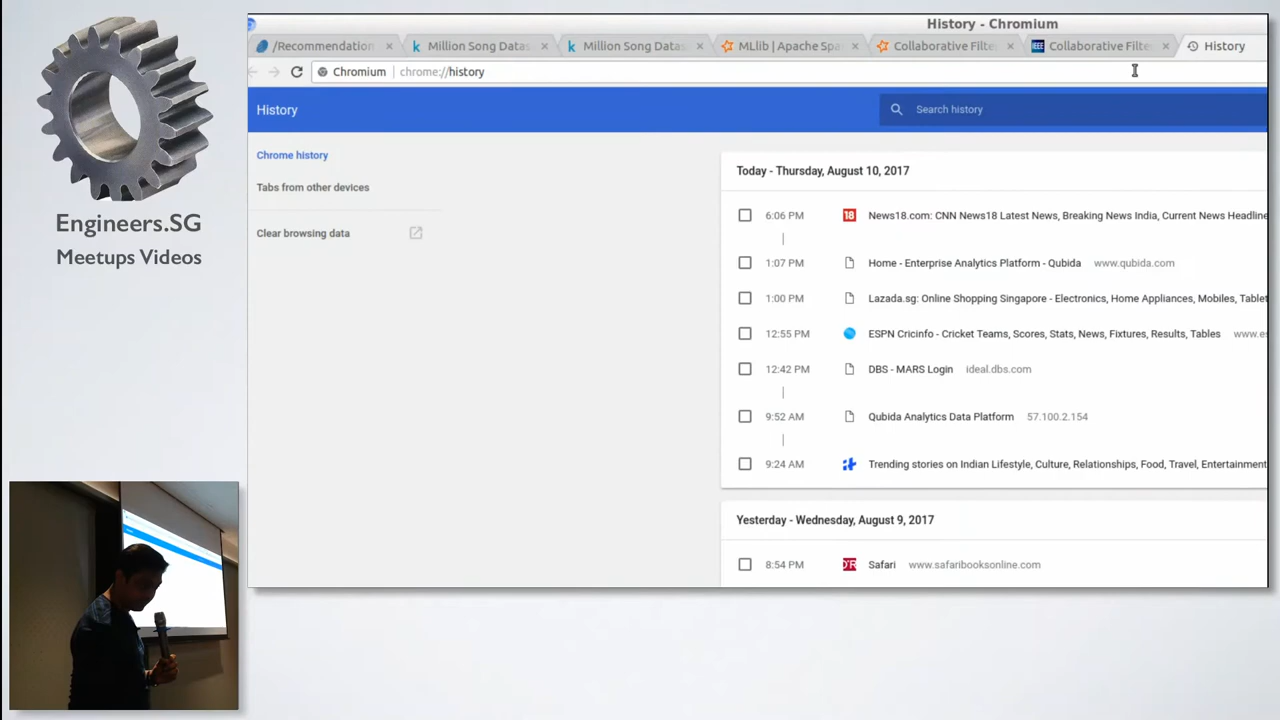 History - Chromium
/Recommendation
Million Song Datas
Million Song Datas
MLlib | Apache Spa
Collaborative Filte
Collaborative Filte
History
Chromium
chrome://history
History
Search history
Chrome history
Tabs from other devices
Clear browsing data
Today - Thursday, August 10, 2017
6:06 PM 18 News18.com: CNN News18 Latest News, Breaking News India, Current News Headline
1:07 PM Home - Enterprise Analytics Platform - Qubida www.qubida.com
1:00 PM Lazada.sg: Online Shopping Singapore - Electronics, Home Appliances, Mobiles, Tablet
12:55 PM ESPN Cricinfo - Cricket Teams, Scores, Stats, News, Fixtures, Results, Tables www.es
12:42 PM DBS - MARS Login ideal.dbs.com
9:52 AM Qubida Analytics Data Platform 57.100.2.154
9:24 AM Trending stories on Indian Lifestyle, Culture, Relationships, Food, Travel, Entertainment
Yesterday - Wednesday, August 9, 2017
8:54 PM Safari www.safaribooksonline.com
Engineers.SG
Meetups Videos